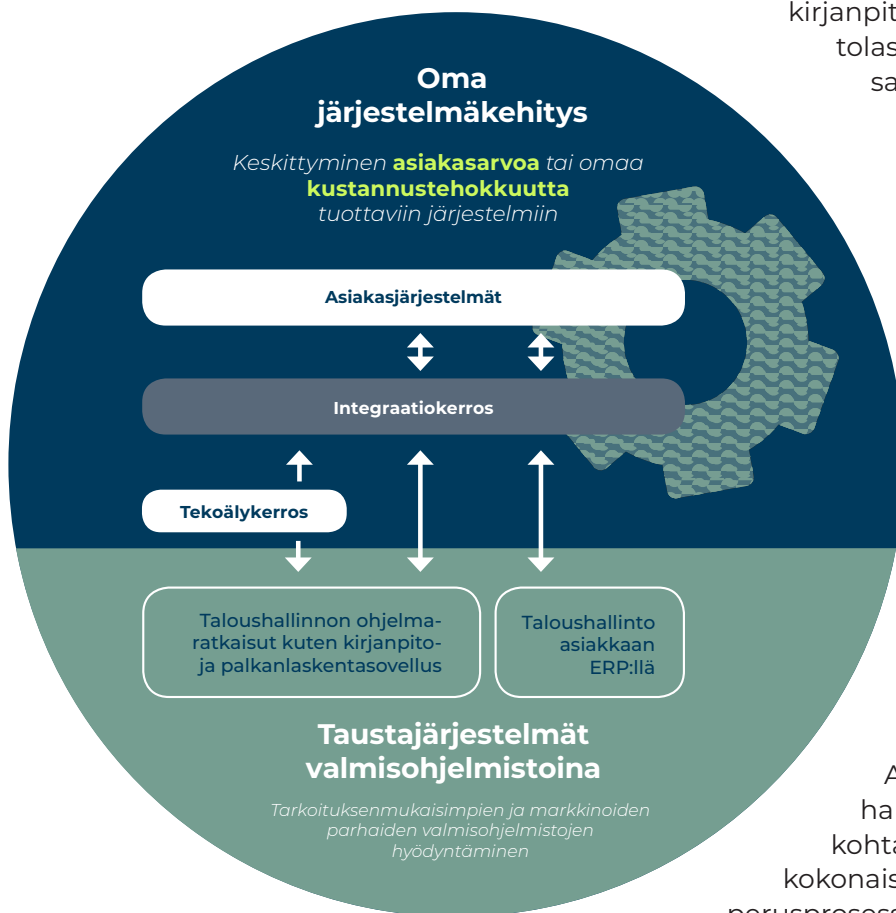 Oma
järjestelmäkehitys
Keskittyminen asiakasarvoa tai omaa
kustannustehokkuutta
tuottaviin järjestelmiin
Asiakasjärjestelmät
Integraatiokerros
Tekoälykerros
Taloushallinnon ohjelma-
ratkaisut kuten kirjanpito-
ja palkanlaskentasovellus
Taloushallinto
asiakkaan
ERP:llä
Taustajärjestelmät
valmisohjelmistoina
Tarkoituksenmukaisimpien ja markkinoiden
parhaiden valmisohjelmistojen
hyödyntäminen